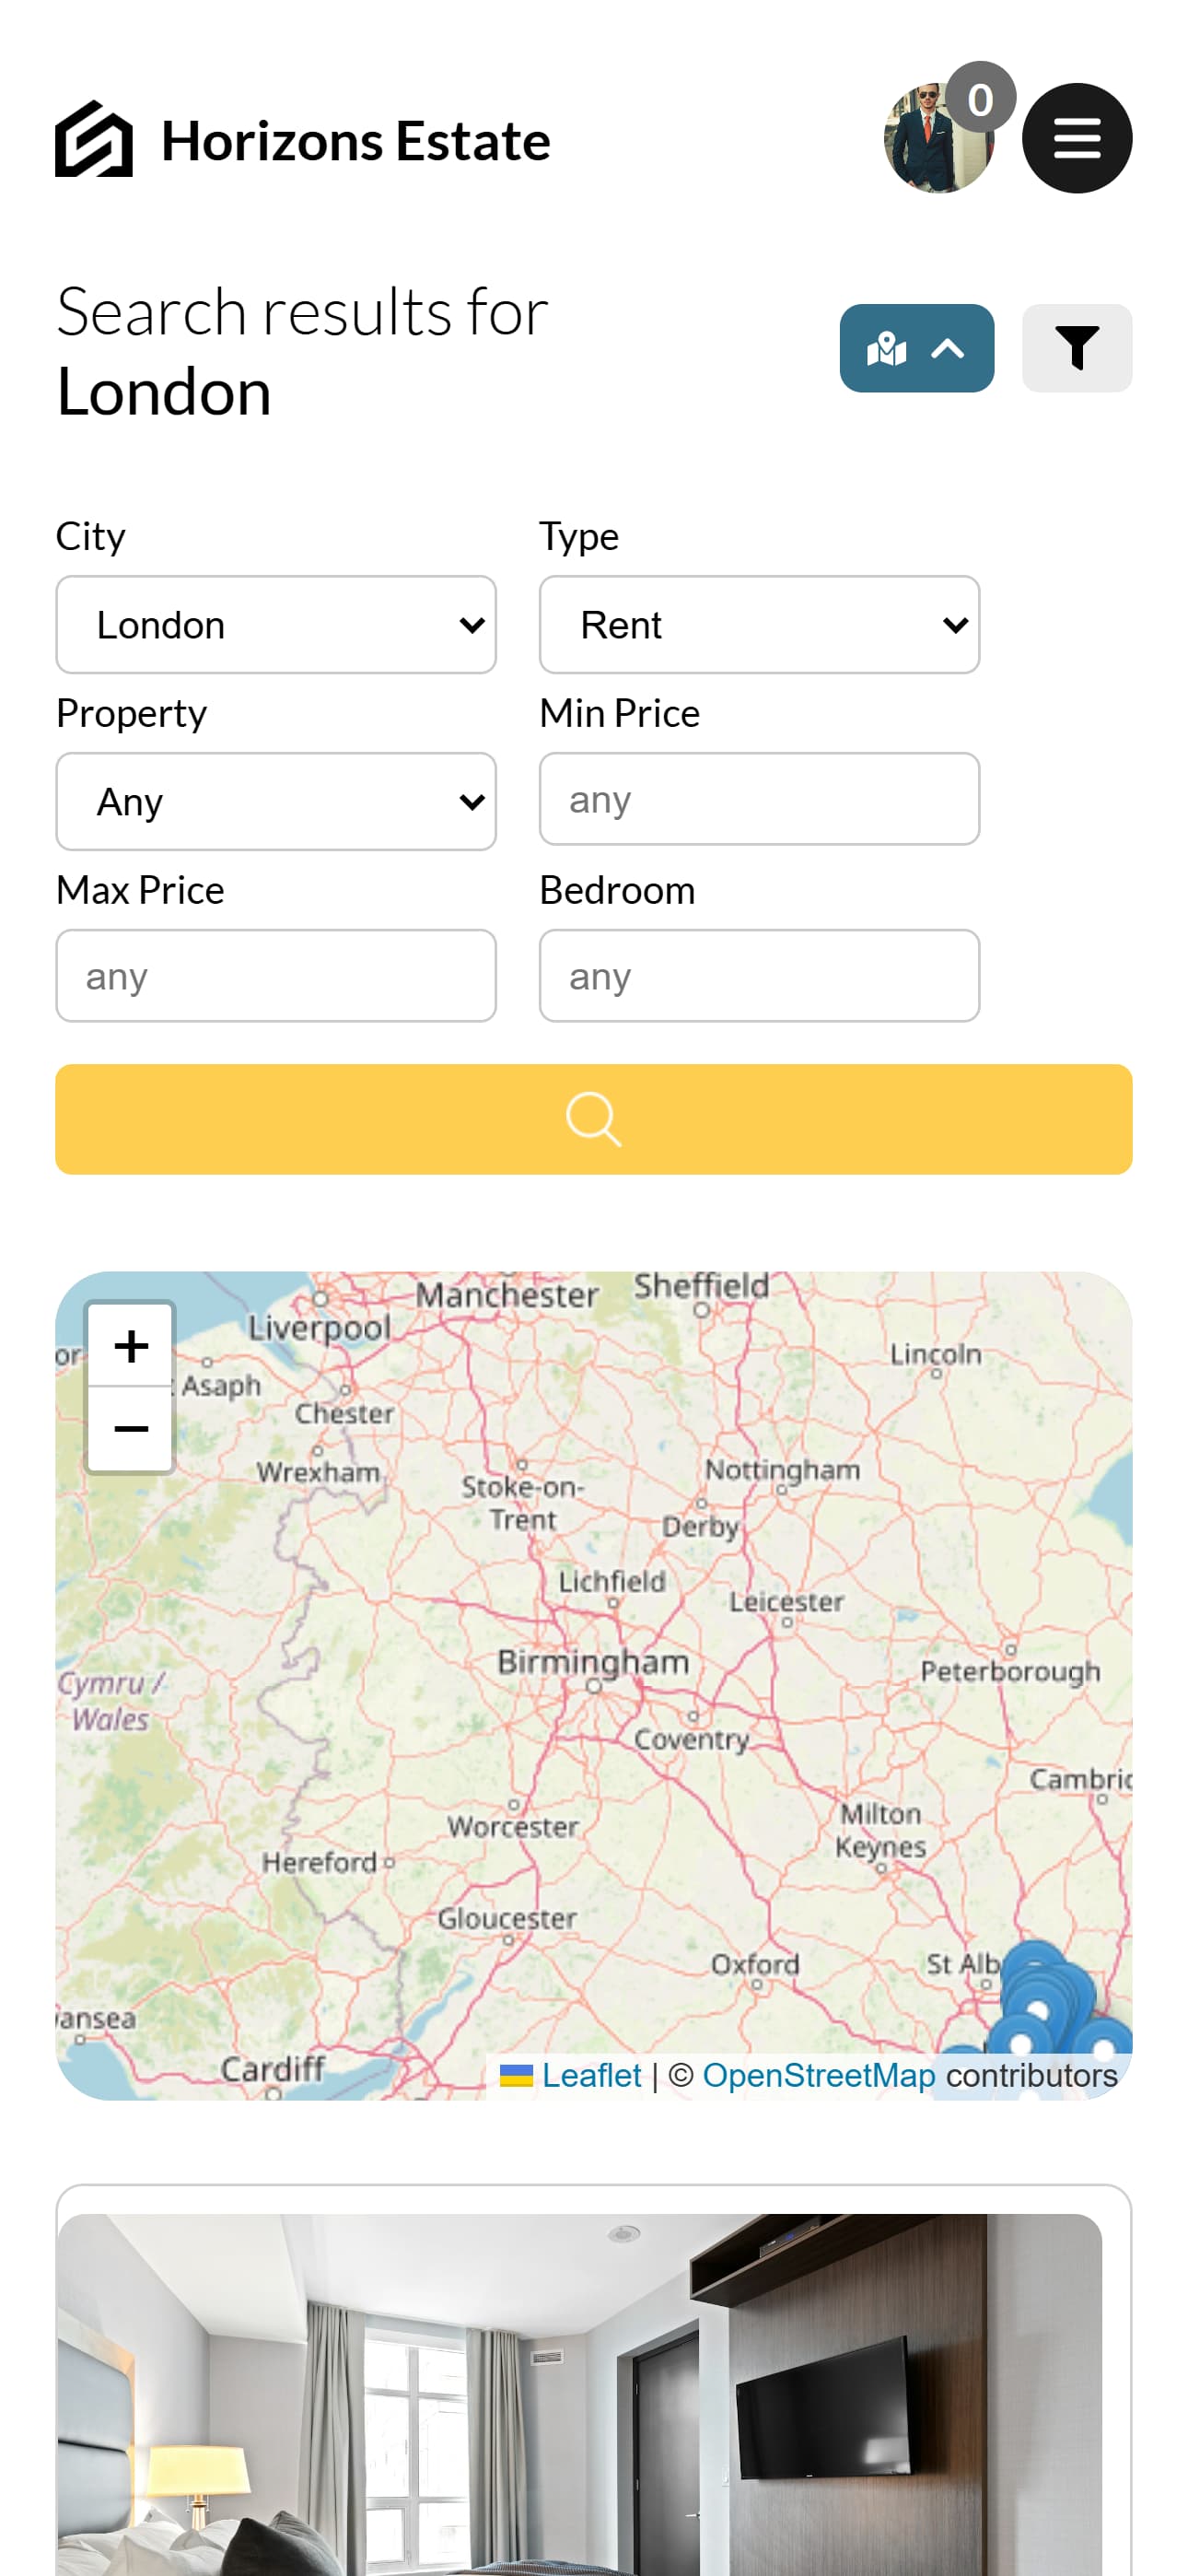 Horizons Estate
0
Search results for
London
City
Type
London
Rent
Property
Min Price
Any
any
Max Price
Bedroom
any
any
Manchester
Sheffield
Liverpool
Lincoln
+
Asaph
Chester
−
Wrexham
Nottingham
Stoke-on-
Trent
Derby
Lichfield
Leicester
Birmingham
Peterborough
Cymru /
Wales
Coventry
Cambric
Milton
Keynes
Worcester
Hereford
Gloucester
Oxford
St Alb
ansea
Cardiff
Leaflet | © OpenStreetMap contributors